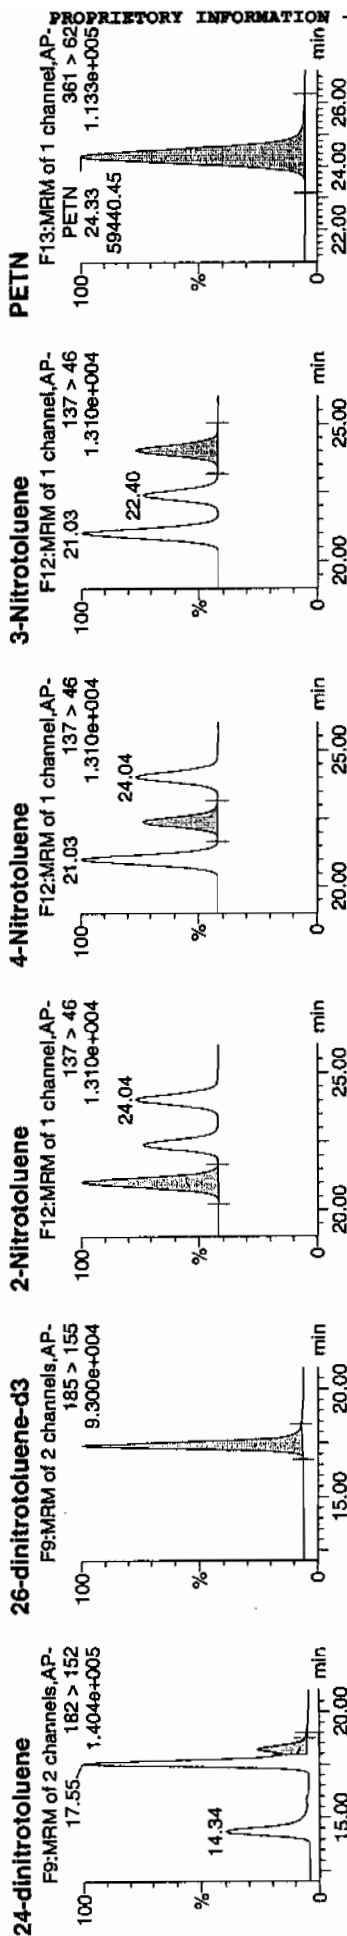 PROPRIETORY INFORMATION -
24-dinitrotoluene
F9:MRM of 2 channels,AP-
182 > 152
1.404e+005
17.55
14.34
100
%
0
15.00
20.00
min
26-dinitrotoluene-d3
F9:MRM of 2 channels,AP-
185 > 155
9.300e+004
100
%
0
15.00
20.00
min
2-Nitrotoluene
F12:MRM of 1 channel,AP-
137 > 46
1.310e+004
24.04
100
%
0
20.00
25.00
min
4-Nitrotoluene
F12:MRM of 1 channel,AP-
137 > 46
1.310e+004
21.03
24.04
100
%
0
20.00
25.00
min
3-Nitrotoluene
F12:MRM of 1 channel,AP-
137 > 46
1.310e+004
21.03
22.40
100
%
0
20.00
25.00
min
PETN
F13:MRM of 1 channel,AP-
361 > 62
1.133e+005
PETN
24.33
59440.45
100
%
0
22.00
24.00
26.00
min